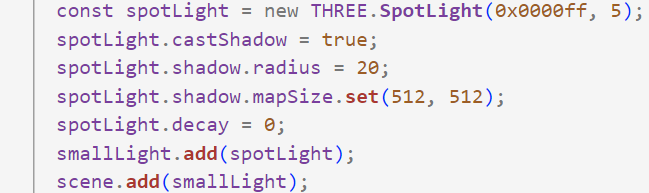 const spotLight = new THREE.SpotLight(0x0000ff, 5);
spotLight.castShadow = true;
spotLight.shadow.radius = 20;
spotLight.shadow.mapSize.set(512, 512);
spotLight.decay = 0;
smallLight.add(spotLight);
scene.add(smallLight);